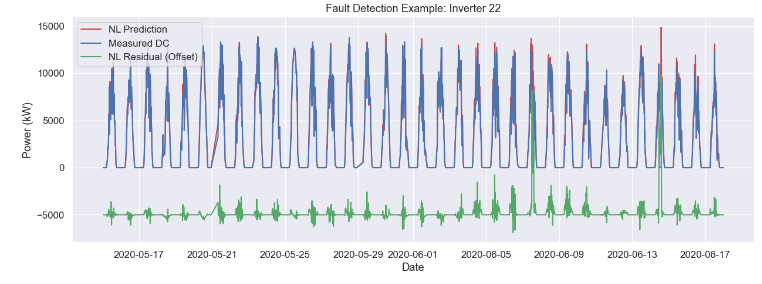 Fault Detection Example: Inverter 22
NL Prediction
Measured DC
NL Residual (Offset)
Power (kW)
15000
10000
5000
0
−5000
2020-05-17 2020-05-21 2020-05-25 2020-05-29 2020-06-01 2020-06-05 2020-06-09 2020-06-13 2020-06-17
Date